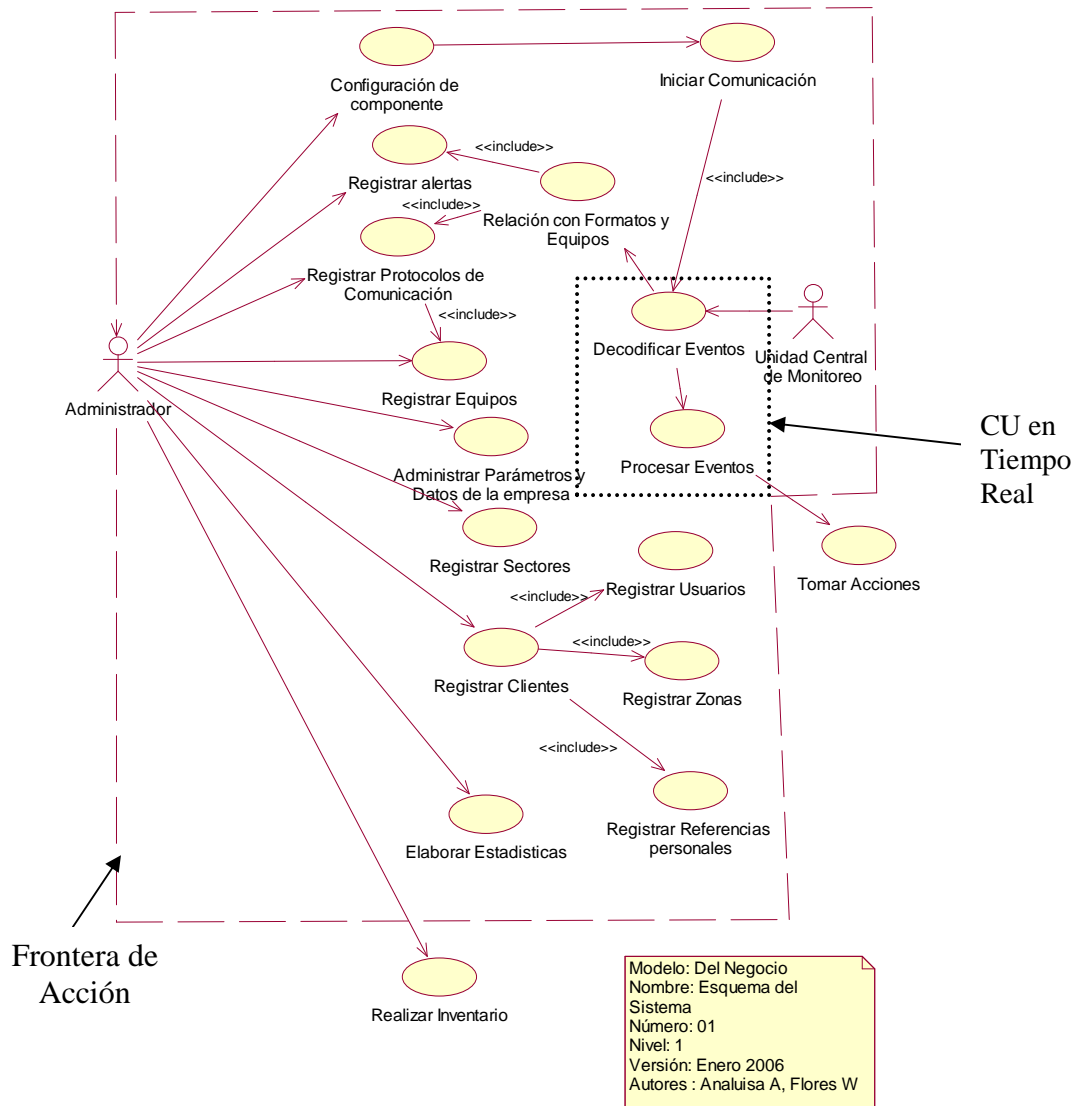 Configuración de
componente
Iniciar Comunicación
<<include>>
Registrar alertas
<<include>>
<<include>>
Relación con Formatos y
Equipos
Registrar Protocolos de
Comunicación
<<include>>
Decodificar Eventos
Unidad Central
de Monitoreo
Administrador
Registrar Equipos
Procesar Eventos
CU en
Tiempo
Real
Administrar Parámetros y
Datos de la empresa
Registrar Sectores
Tomar Acciones
Registrar Usuarios
<<include>>
<<include>>
Registrar Clientes
Registrar Zonas
<<include>>
Registrar Referencias
personales
Elaborar Estadisticas
Frontera de
Acción
Realizar Inventario
Modelo: Del Negocio
Nombre: Esquema del
Sistema
Número: 01
Nivel: 1
Versión: Enero 2006
Autores : Analuisa A, Flores W